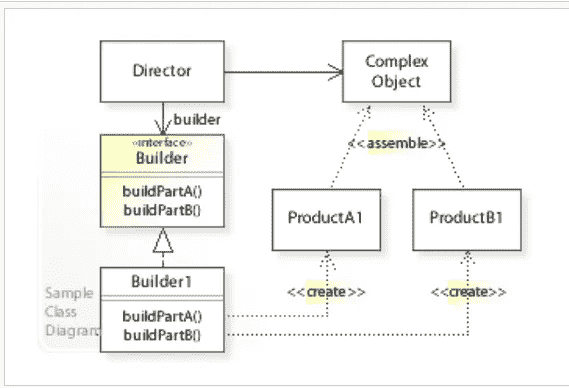 Director
Complex
Object
builder
«interface»
Builder
buildPartA()
buildPartB()
<<assemble>>
ProductA1
ProductB1
Builder1
buildPartA()
buildPartB()
<<create>>
<<create>>
Sample
Class
Diagram